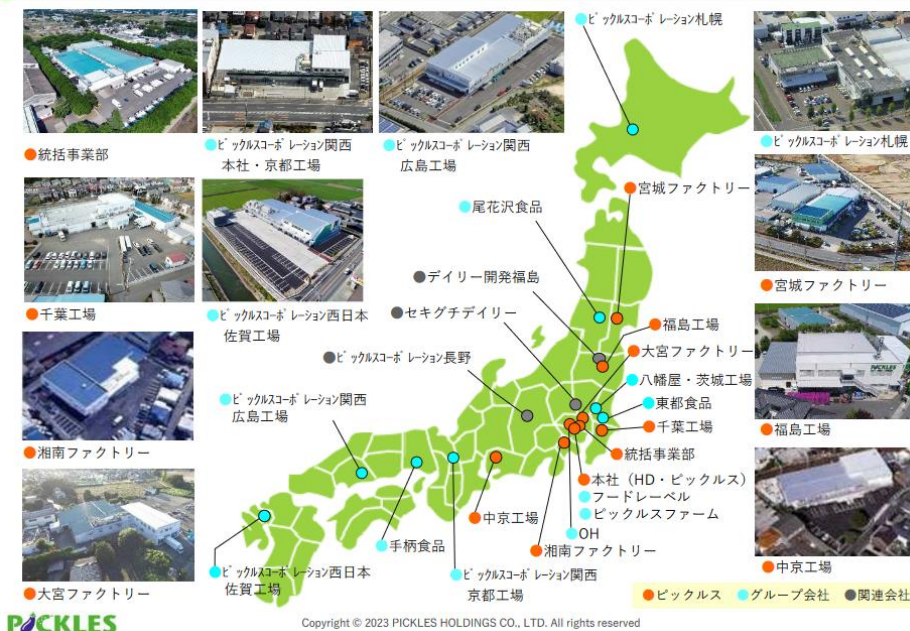 ●統括事業部
●ピックルスコーポレーション関西
本社・京都工場
●ピックルスコーポレーション関西
広島工場
●ピックルスコーポレーション札幌
●ピックルスコーポレーション札幌
●千葉工場
●ピックルスコーポレーション西日本
佐賀工場
●宮城ファクトリー
●尾花沢食品
●デイリー開発福島
●セキグチデイリー
●ピックルスコーポレーション長野
●ピックルスコーポレーション関西
広島工場
●宮城ファクトリー
●福島工場
●大宮ファクトリー
●八幡屋・茨城工場
●東都食品
●千葉工場
●統括事業部
●本社（HD・ピックルス）
●フードレーベル
●ピックルスファーム
●OH
●湘南ファクトリー
●中京工場
●手柄食品
●ピックルスコーポレーション関西
京都工場
●ピックルスコーポレーション西日本
佐賀工場
●湘南ファクトリー
●大宮ファクトリー
PICKLES
●福島工場
●中京工場
●ピックルス ●グループ会社 ●関連会社
PICKLES
Copyright © 2023 PICKLES HOLDINGS CO., LTD. All rights reserved